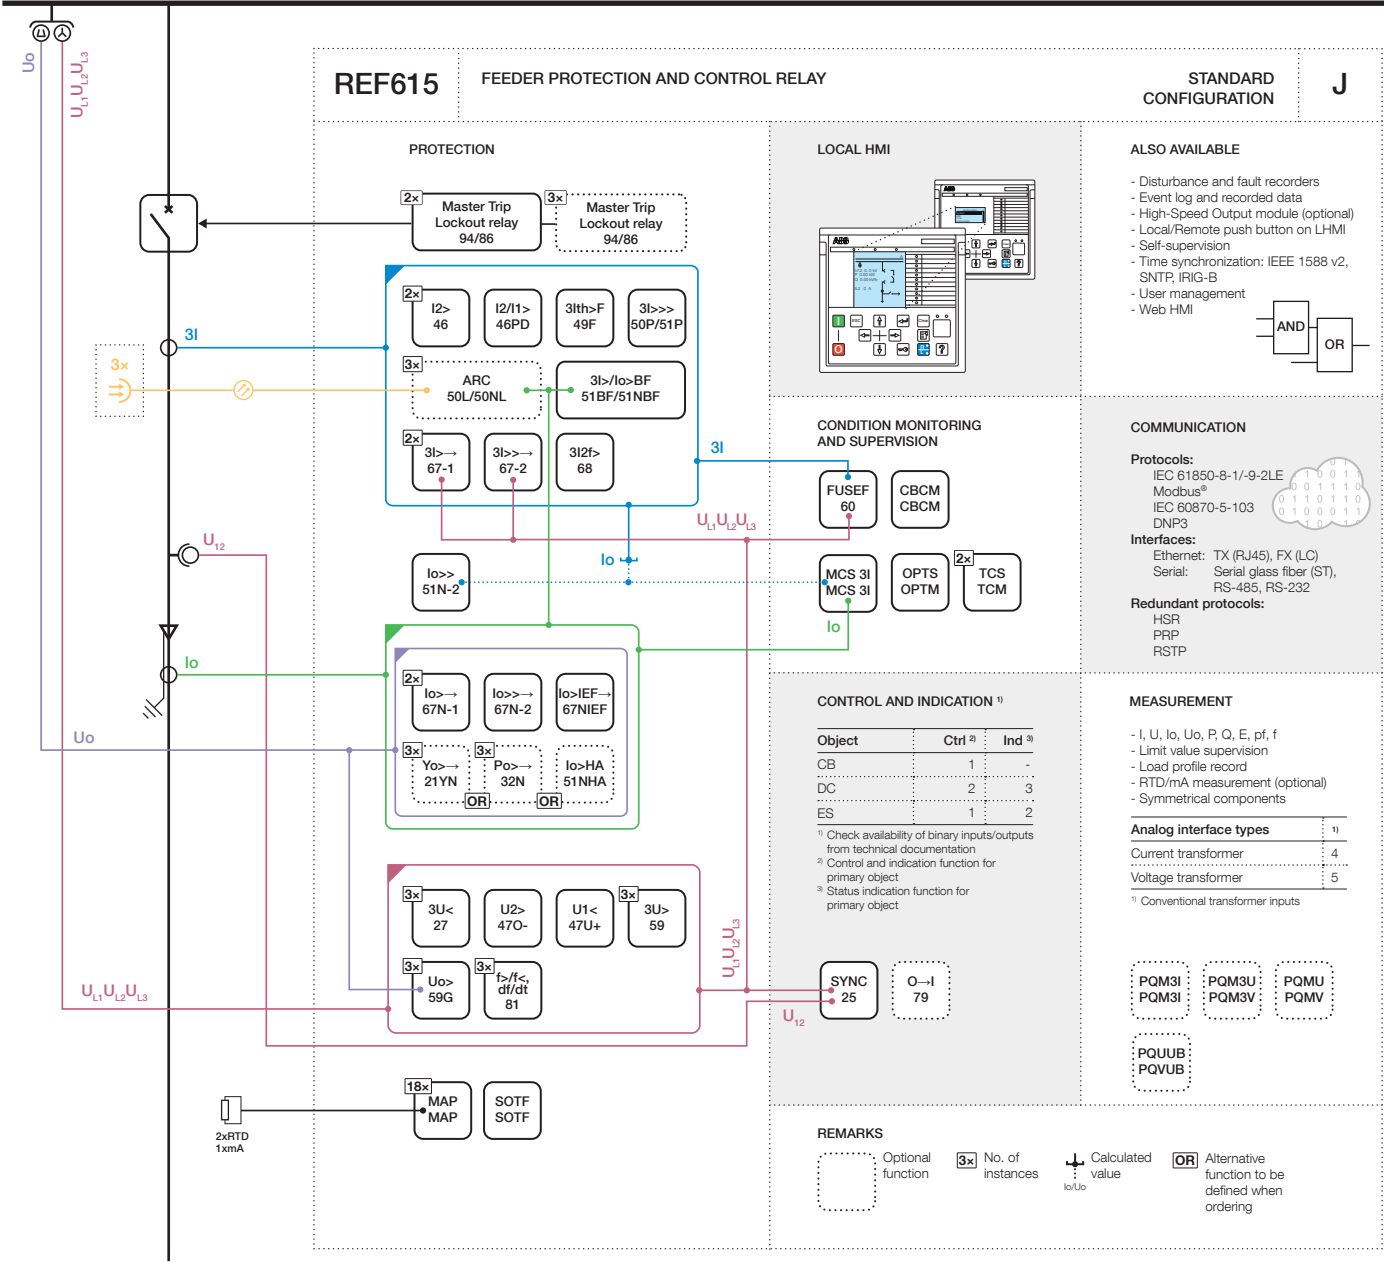 Uo
UL1UL2UL3
REF615
FEEDER PROTECTION AND CONTROL RELAY
STANDARD
CONFIGURATION
J
PROTECTION
2×
Master Trip
Lockout relay
94/86
3×
Master Trip
Lockout relay
94/86
3I
2×
I2>
46
I2/I1>
46PD
3Ith>F
49F
3I>>>
50P/51P
3×
3×
ARC
50L/50NL
3I>/Io>BF
51BF/51NBF
2×
3I>→
67-1
3I>>→
67-2
3I2f>
68
3I
UL1UL2UL3
U12
Io
Io>>
51N-2
Io
Io
2×
Io>→
67N-1
Io>>→
67N-2
Io>IEF→
67NIEF
Uo
3×
Yo>→
21YN
OR
3×
Po>→
32N
OR
Io>HA
51NHA
3×
3U<
27
U2>
47O-
U1<
47U+
3×
3U>
59
UL1UL2UL3
3×
Uo>
59G
3×
f>/f<,
df/dt
81
UL1UL2UL3
U12
18×
MAP
MAP
SOTF
SOTF
2xRTD
1xmA
LOCAL HMI
ABB
ABB
ESC
Clear
I
O
?
?
CONDITION MONITORING
AND SUPERVISION
FUSEF
60
CBCM
CBCM
MCS 3I
MCS 3I
OPTS
OPTM
2×
TCS
TCM
CONTROL AND INDICATION 1)
Object Ctrl 2) Ind 3)
CB 1 -
DC 2 3
ES 1 2
1) Check availability of binary inputs/outputs
from technical documentation
2) Control and indication function for
primary object
3) Status indication function for
primary object
SYNC
25
O→I
79
ALSO AVAILABLE
- Disturbance and fault recorders
- Event log and recorded data
- High-Speed Output module (optional)
- Local/Remote push button on LHMI
- Self-supervision
- Time synchronization: IEEE 1588 v2,
SNTP, IRIG-B
- User management
- Web HMI
AND
OR
COMMUNICATION
Protocols:
IEC 61850-8-1/-9-2LE
Modbus®
IEC 60870-5-103
DNP3
Interfaces:
Ethernet: TX (RJ45), FX (LC)
Serial: Serial glass fiber (ST),
RS-485, RS-232
Redundant protocols:
HSR
PRP
RSTP
MEASUREMENT
- I, U, Io, Uo, P, Q, E, pf, f
- Limit value supervision
- Load profile record
- RTD/mA measurement (optional)
- Symmetrical components
Analog interface types 1)
Current transformer 4
Voltage transformer 5
1) Conventional transformer inputs
PQM3I
PQM3I
PQM3U
PQM3V
PQMU
PQMV
PQUUB
PQVUB
REMARKS
Optional
function
3×
No. of
instances
Io/Uo
Calculated
value
OR
Alternative
function to be
defined when
ordering